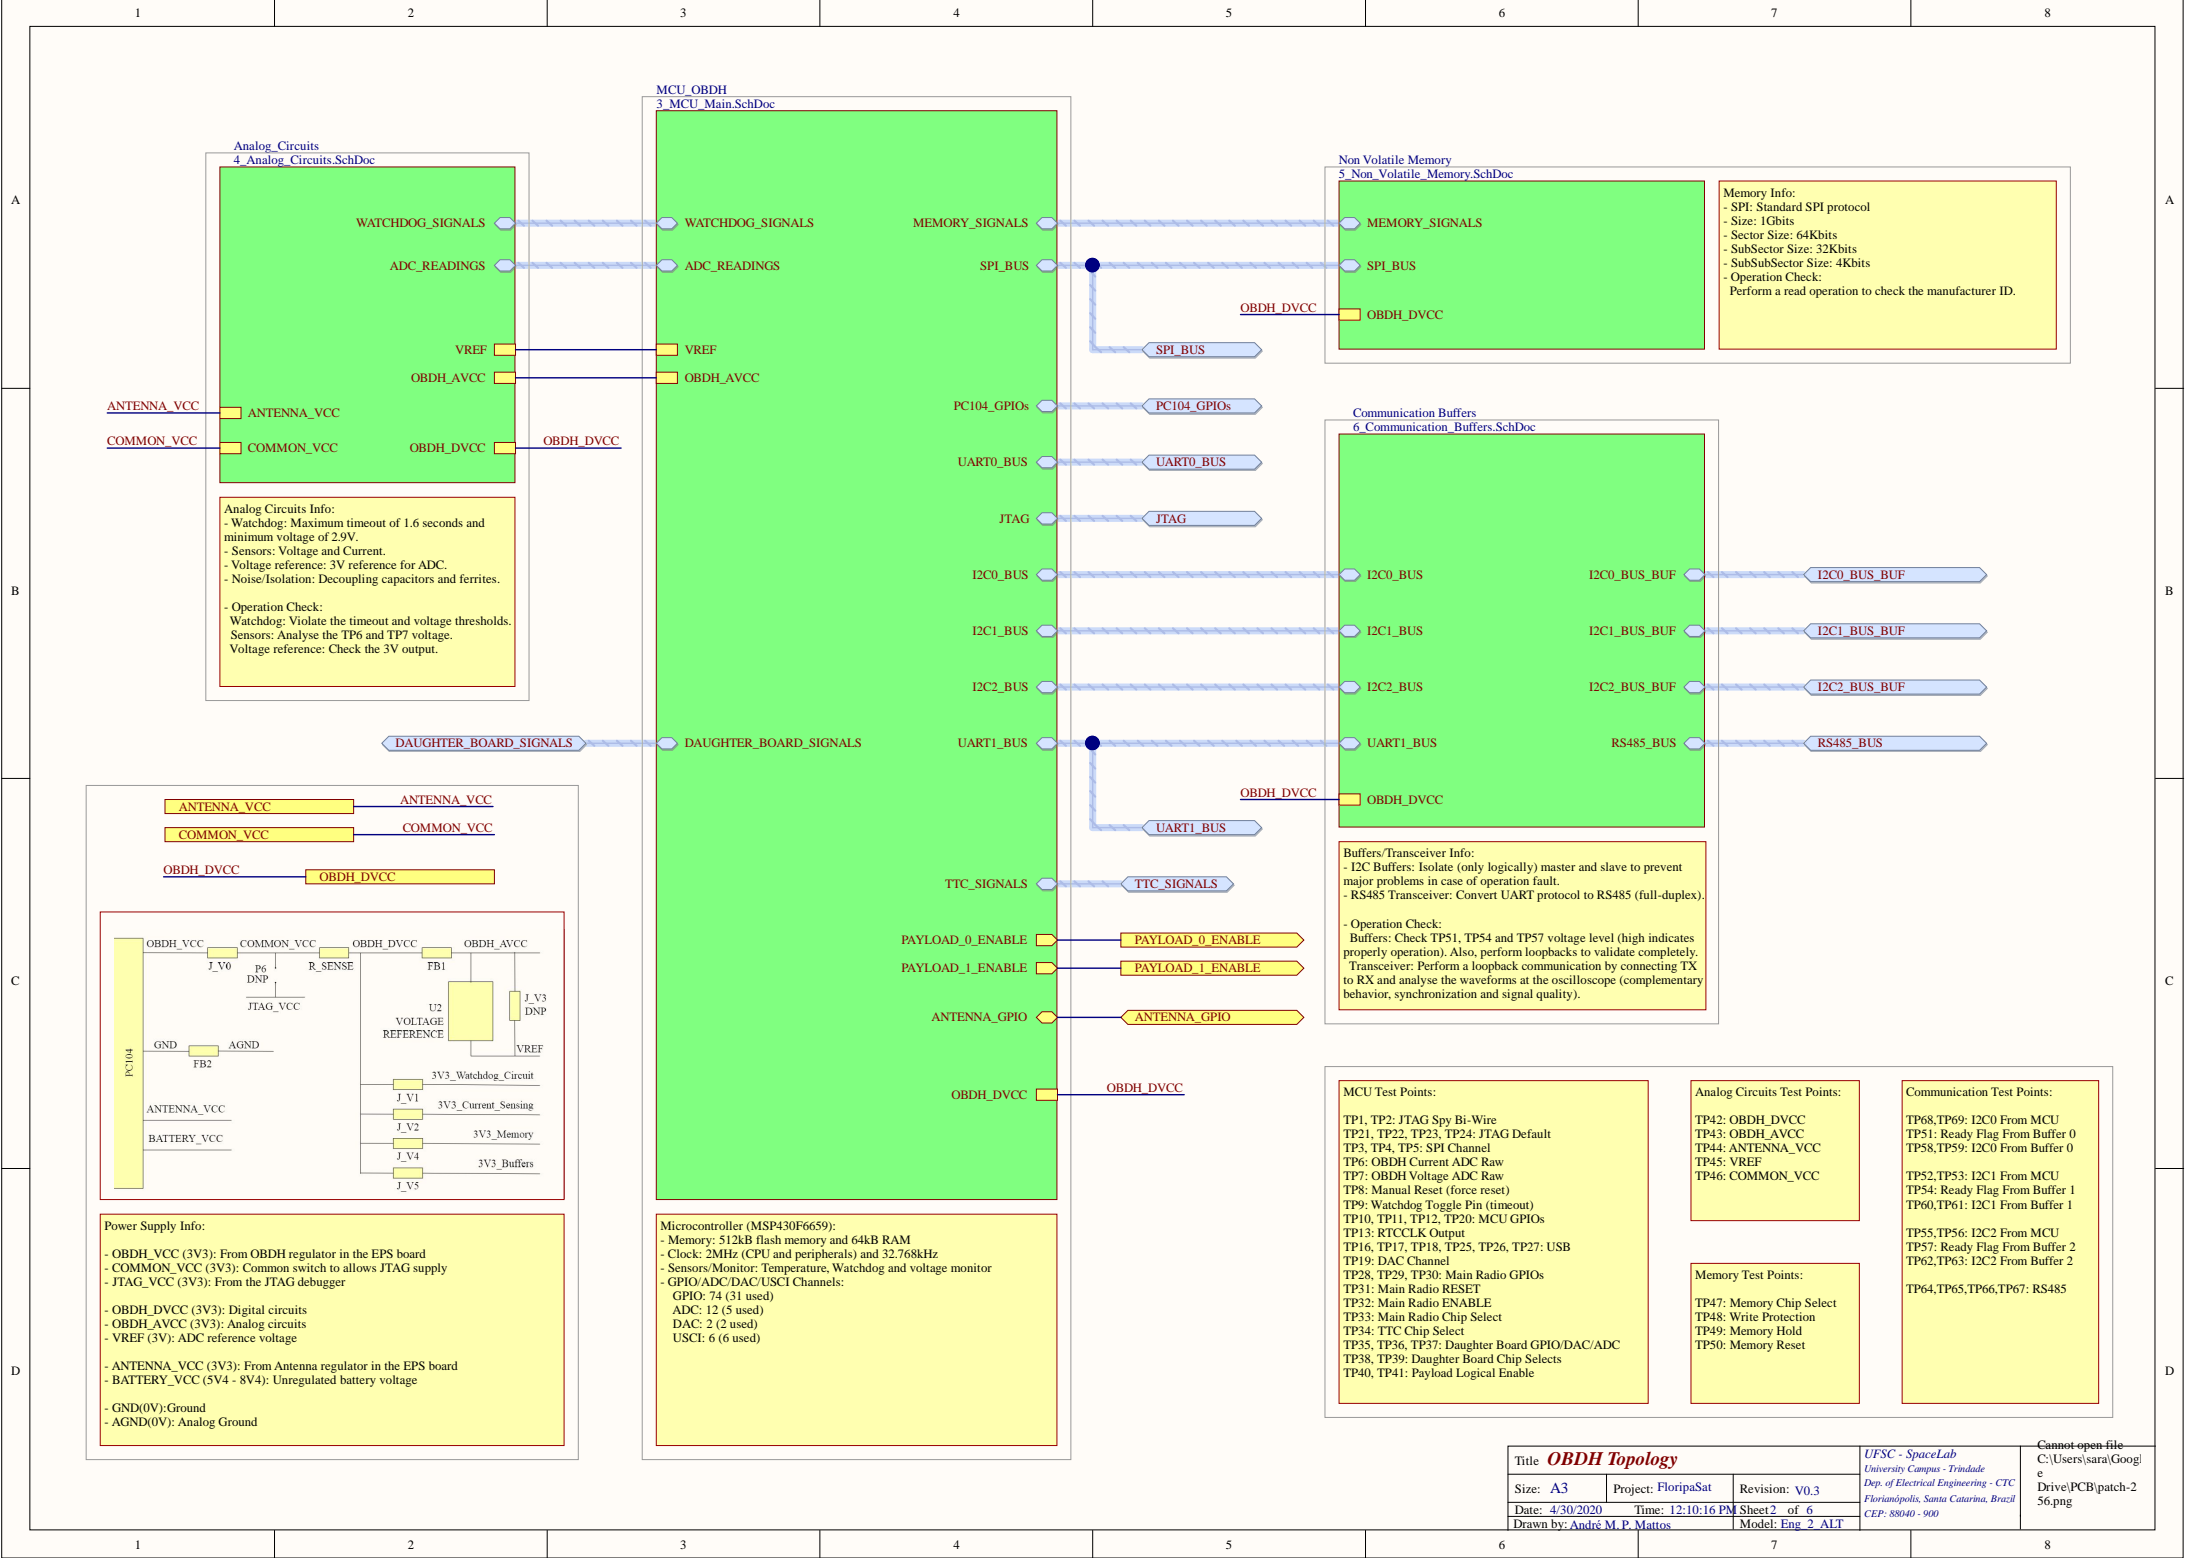 1 2 3 4 5 6 7 8
A
B
C
D
A
B
C
D
1 2 3 4 5 6 7 8
Analog_Circuits
4_Analog_Circuits.SchDoc
WATCHDOG_SIGNALS
ADC_READINGS
VREF
OBDH_AVCC
ANTENNA_VCC
ANTENNA_VCC
COMMON_VCC
COMMON_VCC
OBDH_DVCC
OBDH_DVCC
Analog Circuits Info:
- Watchdog: Maximum timeout of 1.6 seconds and
minimum voltage of 2.9V.
- Sensors: Voltage and Current.
- Voltage reference: 3V reference for ADC.
- Noise/Isolation: Decoupling capacitors and ferrites.
- Operation Check:
Watchdog: Violate the timeout and voltage thresholds.
Sensors: Analyse the TP6 and TP7 voltage.
Voltage reference: Check the 3V output.
DAUGHTER_BOARD_SIGNALS
MCU_OBDH
3_MCU_Main.SchDoc
WATCHDOG_SIGNALS
ADC_READINGS
VREF
OBDH_AVCC
DAUGHTER_BOARD_SIGNALS
MEMORY_SIGNALS
SPI_BUS
SPI_BUS
PC104_GPIOs
PC104_GPIOs
UART0_BUS
UART0_BUS
JTAG
JTAG
I2C0_BUS
I2C1_BUS
I2C2_BUS
UART1_BUS
UART1_BUS
TTC_SIGNALS
TTC_SIGNALS
PAYLOAD_0_ENABLE
PAYLOAD_0_ENABLE
PAYLOAD_1_ENABLE
PAYLOAD_1_ENABLE
ANTENNA_GPIO
ANTENNA_GPIO
OBDH_DVCC
OBDH_DVCC
Microcontroller (MSP430F6659):
- Memory: 512kB flash memory and 64kB RAM
- Clock: 2MHz (CPU and peripherals) and 32.768kHz
- Sensors/Monitor: Temperature, Watchdog and voltage monitor
- GPIO/ADC/DAC/USCI Channels:
GPIO: 74 (31 used)
ADC: 12 (5 used)
DAC: 2 (2 used)
USCI: 6 (6 used)
Non Volatile Memory
5_Non_Volatile_Memory.SchDoc
MEMORY_SIGNALS
SPI_BUS
OBDH_DVCC
OBDH_DVCC
Memory Info:
- SPI: Standard SPI protocol
- Size: 1Gbits
- Sector Size: 64Kbits
- SubSector Size: 32Kbits
- SubSubSector Size: 4Kbits
- Operation Check:
Perform a read operation to check the manufacturer ID.
Communication Buffers
6_Communication_Buffers.SchDoc
I2C0_BUS
I2C0_BUS_BUF
I2C0_BUS_BUF
I2C1_BUS
I2C1_BUS_BUF
I2C1_BUS_BUF
I2C2_BUS
I2C2_BUS_BUF
I2C2_BUS_BUF
UART1_BUS
RS485_BUS
RS485_BUS
OBDH_DVCC
OBDH_DVCC
Buffers/Transceiver Info:
- I2C Buffers: Isolate (only logically) master and slave to prevent
major problems in case of operation fault.
- RS485 Transceiver: Convert UART protocol to RS485 (full-duplex).
- Operation Check:
Buffers: Check TP51, TP54 and TP57 voltage level (high indicates
properly operation). Also, perform loopbacks to validate completely.
Transceiver: Perform a loopback communication by connecting TX
to RX and analyse the waveforms at the oscilloscope (complementary
behavior, synchronization and signal quality).
ANTENNA_VCC
ANTENNA_VCC
COMMON_VCC
COMMON_VCC
OBDH_DVCC
OBDH_DVCC
PC104
OBDH_VCC
J_V0
COMMON_VCC
P6
DNP
JTAG_VCC
R_SENSE
OBDH_DVCC
FB1
OBDH_AVCC
U2
VOLTAGE
REFERENCE
J_V3
DNP
VREF
GND
FB2
AGND
3V3_Watchdog_Circuit
J_V1
3V3_Current_Sensing
J_V2
3V3_Memory
J_V4
3V3_Buffers
J_V5
ANTENNA_VCC
BATTERY_VCC
Power Supply Info:
- OBDH_VCC (3V3): From OBDH regulator in the EPS board
- COMMON_VCC (3V3): Common switch to allows JTAG supply
- JTAG_VCC (3V3): From the JTAG debugger
- OBDH_DVCC (3V3): Digital circuits
- OBDH_AVCC (3V3): Analog circuits
- VREF (3V): ADC reference voltage
- ANTENNA_VCC (3V3): From Antenna regulator in the EPS board
- BATTERY_VCC (5V4 - 8V4): Unregulated battery voltage
- GND(0V):Ground
- AGND(0V): Analog Ground
MCU Test Points:
TP1, TP2: JTAG Spy Bi-Wire
TP21, TP22, TP23, TP24: JTAG Default
TP3, TP4, TP5: SPI Channel
TP6: OBDH Current ADC Raw
TP7: OBDH Voltage ADC Raw
TP8: Manual Reset (force reset)
TP9: Watchdog Toggle Pin (timeout)
TP10, TP11, TP12, TP20: MCU GPIOs
TP13: RTCCLK Output
TP16, TP17, TP18, TP25, TP26, TP27: USB
TP19: DAC Channel
TP28, TP29, TP30: Main Radio GPIOs
TP31: Main Radio RESET
TP32: Main Radio ENABLE
TP33: Main Radio Chip Select
TP34: TTC Chip Select
TP35, TP36, TP37: Daughter Board GPIO/DAC/ADC
TP38, TP39: Daughter Board Chip Selects
TP40, TP41: Payload Logical Enable
Analog Circuits Test Points:
TP42: OBDH_DVCC
TP43: OBDH_AVCC
TP44: ANTENNA_VCC
TP45: VREF
TP46: COMMON_VCC
Memory Test Points:
TP47: Memory Chip Select
TP48: Write Protection
TP49: Memory Hold
TP50: Memory Reset
Communication Test Points:
TP68,TP69: I2C0 From MCU
TP51: Ready Flag From Buffer 0
TP58,TP59: I2C0 From Buffer 0
TP52,TP53: I2C1 From MCU
TP54: Ready Flag From Buffer 1
TP60,TP61: I2C1 From Buffer 1
TP55,TP56: I2C2 From MCU
TP57: Ready Flag From Buffer 2
TP62,TP63: I2C2 From Buffer 2
TP64,TP65,TP66,TP67: RS485
Title OBDH Topology
Size: A3 Project: FloripaSat Revision: V0.3
Date: 4/30/2020 Time: 12:10:16 PM Sheet 2 of 6
Drawn by: André M. P. Mattos Model: Eng_2_ALT
UFSC - SpaceLab
University Campus - Trindade
Dep. of Electrical Engineering - CTC
Florianópolis, Santa Catarina, Brazil
CEP: 88040 - 900
Cannot open file
C:\Users\sara\Googl
e
Drive\PCB\patch-2
56.png